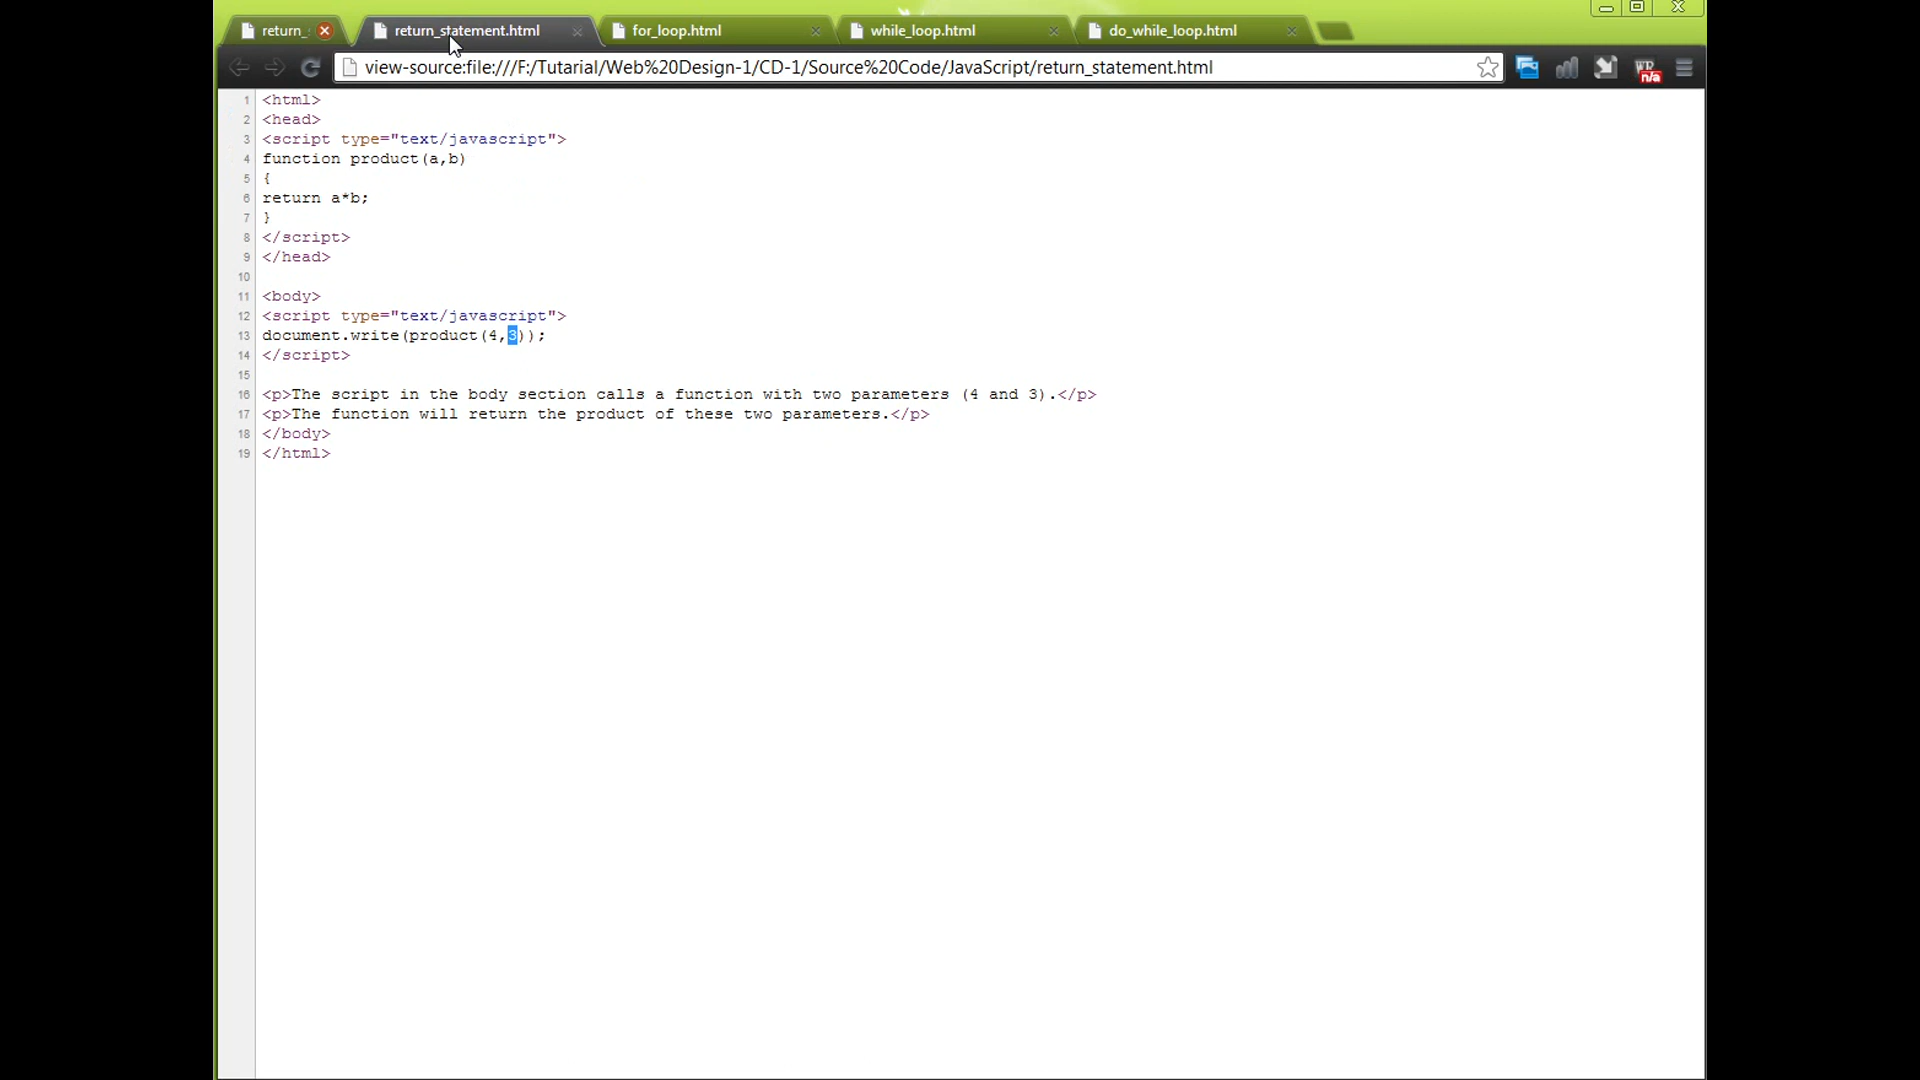 return_
return_statement.html
for_loop.html
while_loop.html
do_while_loop.html
view-source:file:///F:/Tutarial/Web%20Design-1/CD-1/Source%20Code/JavaScript/return_statement.html
n/a
1 <html>
2 <head>
3 <script type="text/javascript">
4 function product(a,b)
5 {
6 return a*b;
7 }
8 </script>
9 </head>
10
11 <body>
12 <script type="text/javascript">
13 document.write(product(4,3));
14 </script>
15
16 <p>The script in the body section calls a function with two parameters (4 and 3).</p>
17 <p>The function will return the product of these two parameters.</p>
18 </body>
19 </html>